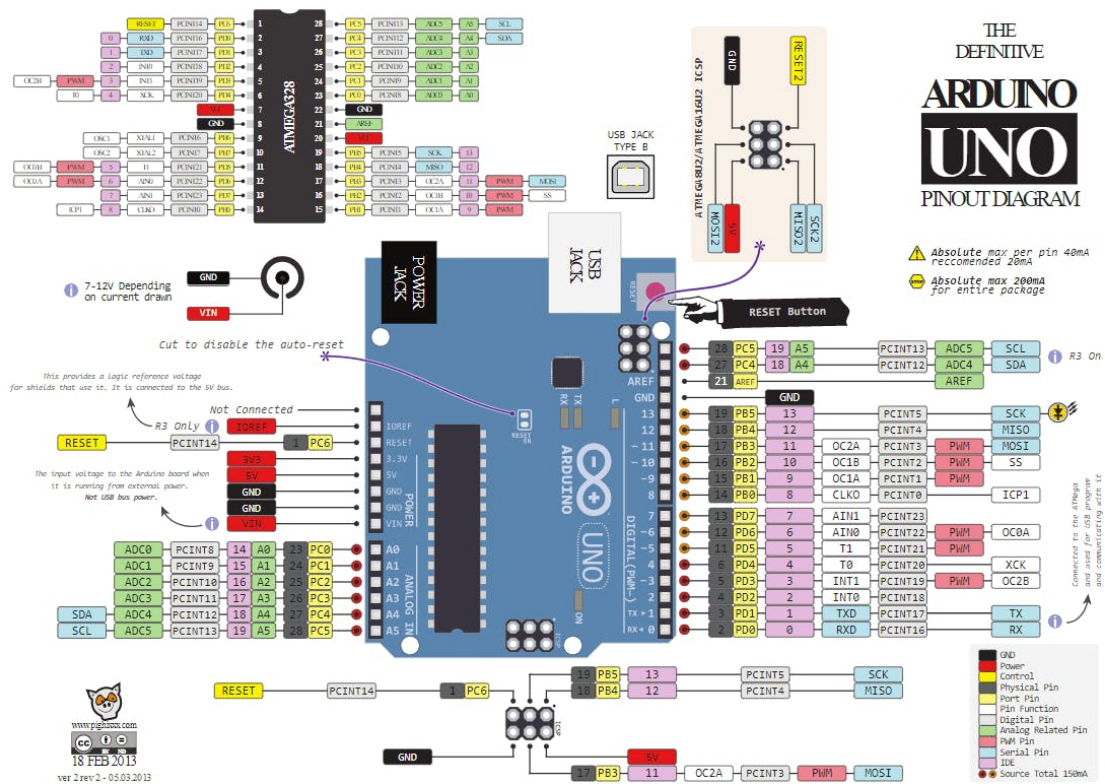 THE
DEFINITIVE
ARDUINO
UNO
PINOUT DIAGRAM
ATMEGA328
RESET PCINT14 PC6 1
0 RXD PCINT16 PD0 2
1 TXD PCINT17 PD1 3
2 INT0 PCINT18 PD2 4
OC2B PWM 3 INT1 PCINT19 PD3 5
T0 4 XCK PCINT20 PD4 6
VCC 7
GND 8
OSC1 XTAL1 PCINT6 PB6 9
OSC2 XTAL2 PCINT7 PB7 10
OC0B PWM 5 T1 PCINT21 PD5 11
OC0A PWM 6 AIN0 PCINT22 PD6 12
7 AIN1 PCINT23 PD7 13
ICP1 8 CLKO PCINT0 PB0 14
28 PC5 PCINT13 ADC5 A5 SCL
27 PC4 PCINT12 ADC4 A4 SDA
26 PC3 PCINT11 ADC3 A3
25 PC2 PCINT10 ADC2 A2
24 PC1 PCINT9 ADC1 A1
23 PC0 PCINT8 ADC0 A0
22 GND
21 AREF
20 VCC
19 PB5 PCINT5 SCK 13
18 PB4 PCINT4 MISO 12
17 PB3 PCINT3 OC2A 11 PWM MOSI
16 PB2 PCINT2 OC1B 10 PWM SS
15 PB1 PCINT1 OC1A 9 PWM
USB JACK
TYPE B
ATMEGA8U2/ATMEGA16U2 ICSP
GND
RESET2
MOSI2
5V
MISO2
SCK2
Absolute max per pin 40mA
reccomended 20mA
Absolute max 200mA
for entire package
RESET Button
7-12V Depending
on current drawn
GND
VIN
POWER
JACK
USB
JACK
RESET
Cut to disable the auto-reset
This provides a logic reference voltage
for shields that use it. It is connected to the 5V bus.
Not Connected
R3 Only IOREF
RESET PCINT14 1 PC6
3V3
5V
GND
GND
VIN
The input voltage to the Arduino board when
it is running from external power.
Not USB bus power.
ADC0 PCINT8 14 A0 23 PC0
ADC1 PCINT9 15 A1 24 PC1
ADC2 PCINT10 16 A2 25 PC2
ADC3 PCINT11 17 A3 26 PC3
SDA ADC4 PCINT12 18 A4 27 PC4
SCL ADC5 PCINT13 19 A5 28 PC5
IOREF
RESET
3.3V
5V
GND
GND
VIN
POWER
A0
A1
A2
A3
A4
A5
ANALOG IN
RX
TX
L
RESET
EN
ARDUINO
UNO
ON
ICSP
AREF
GND
13
12
~11
~10
~9
8
7
~6
~5
4
~3
2
TX ▸ 1
RX ◂ 0
DIGITAL (PWM~)
28 PC5 19 A5 PCINT13 ADC5 SCL
27 PC4 18 A4 PCINT12 ADC4 SDA
R3 On
21 AREF AREF
GND
19 PB5 13 PCINT5 SCK
18 PB4 12 PCINT4 MISO
17 PB3 11 OC2A PCINT3 PWM MOSI
16 PB2 10 OC1B PCINT2 PWM SS
15 PB1 9 OC1A PCINT1 PWM
14 PB0 8 CLKO PCINT0 ICP1
13 PD7 7 AIN1 PCINT23
12 PD6 6 AIN0 PCINT22 PWM OC0A
11 PD5 5 T1 PCINT21 PWM
6 PD4 4 T0 PCINT20 XCK
5 PD3 3 INT1 PCINT19 PWM OC2B
4 PD2 2 INT0 PCINT18
3 PD1 1 TXD PCINT17 TX
2 PD0 0 RXD PCINT16 RX
Connected to the ATMega
and used for USB program
and communicating with it
RESET PCINT14 1 PC6
19 PB5 13 PCINT5 SCK
18 PB4 12 PCINT4 MISO
ICSP
GND
5V
17 PB3 11 OC2A PCINT3 PWM MOSI
GND
Power
Control
Physical Pin
Port Pin
Pin Function
Digital Pin
Analog Related Pin
PWM Pin
Serial Pin
IDE
Source Total 150mA
www.pighixxx.com
CC
BY ND
18 FEB 2013
ver 2 rev 2 - 05.03.2013